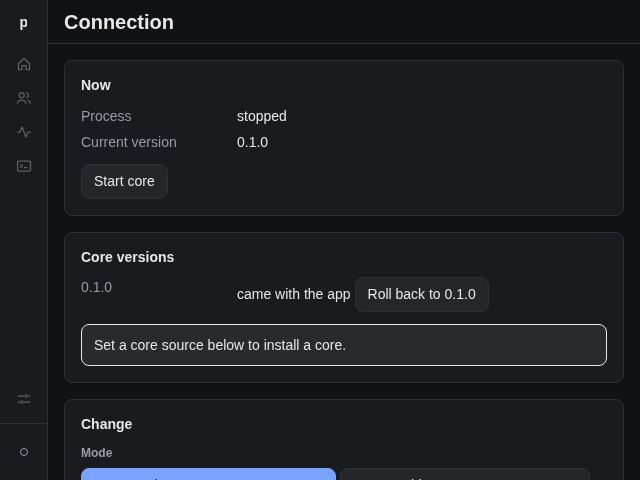 p
Connection
Now
Process stopped
Current version 0.1.0
Start core
Core versions
0.1.0 came with the app Roll back to 0.1.0
Set a core source below to install a core.
Change
Mode